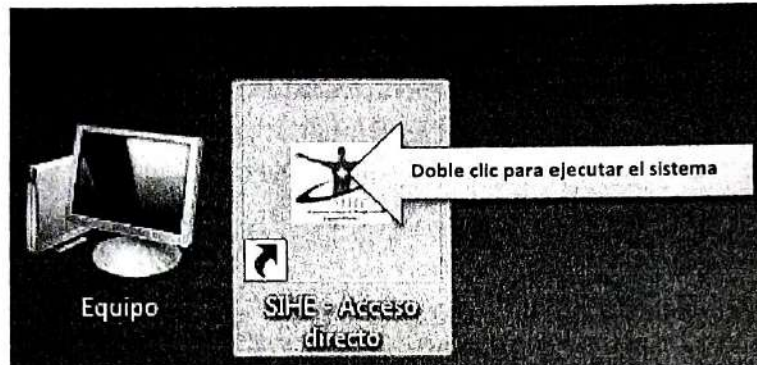 Doble clic para ejecutar el sistema
Equipo
SIHE - Acceso
directo